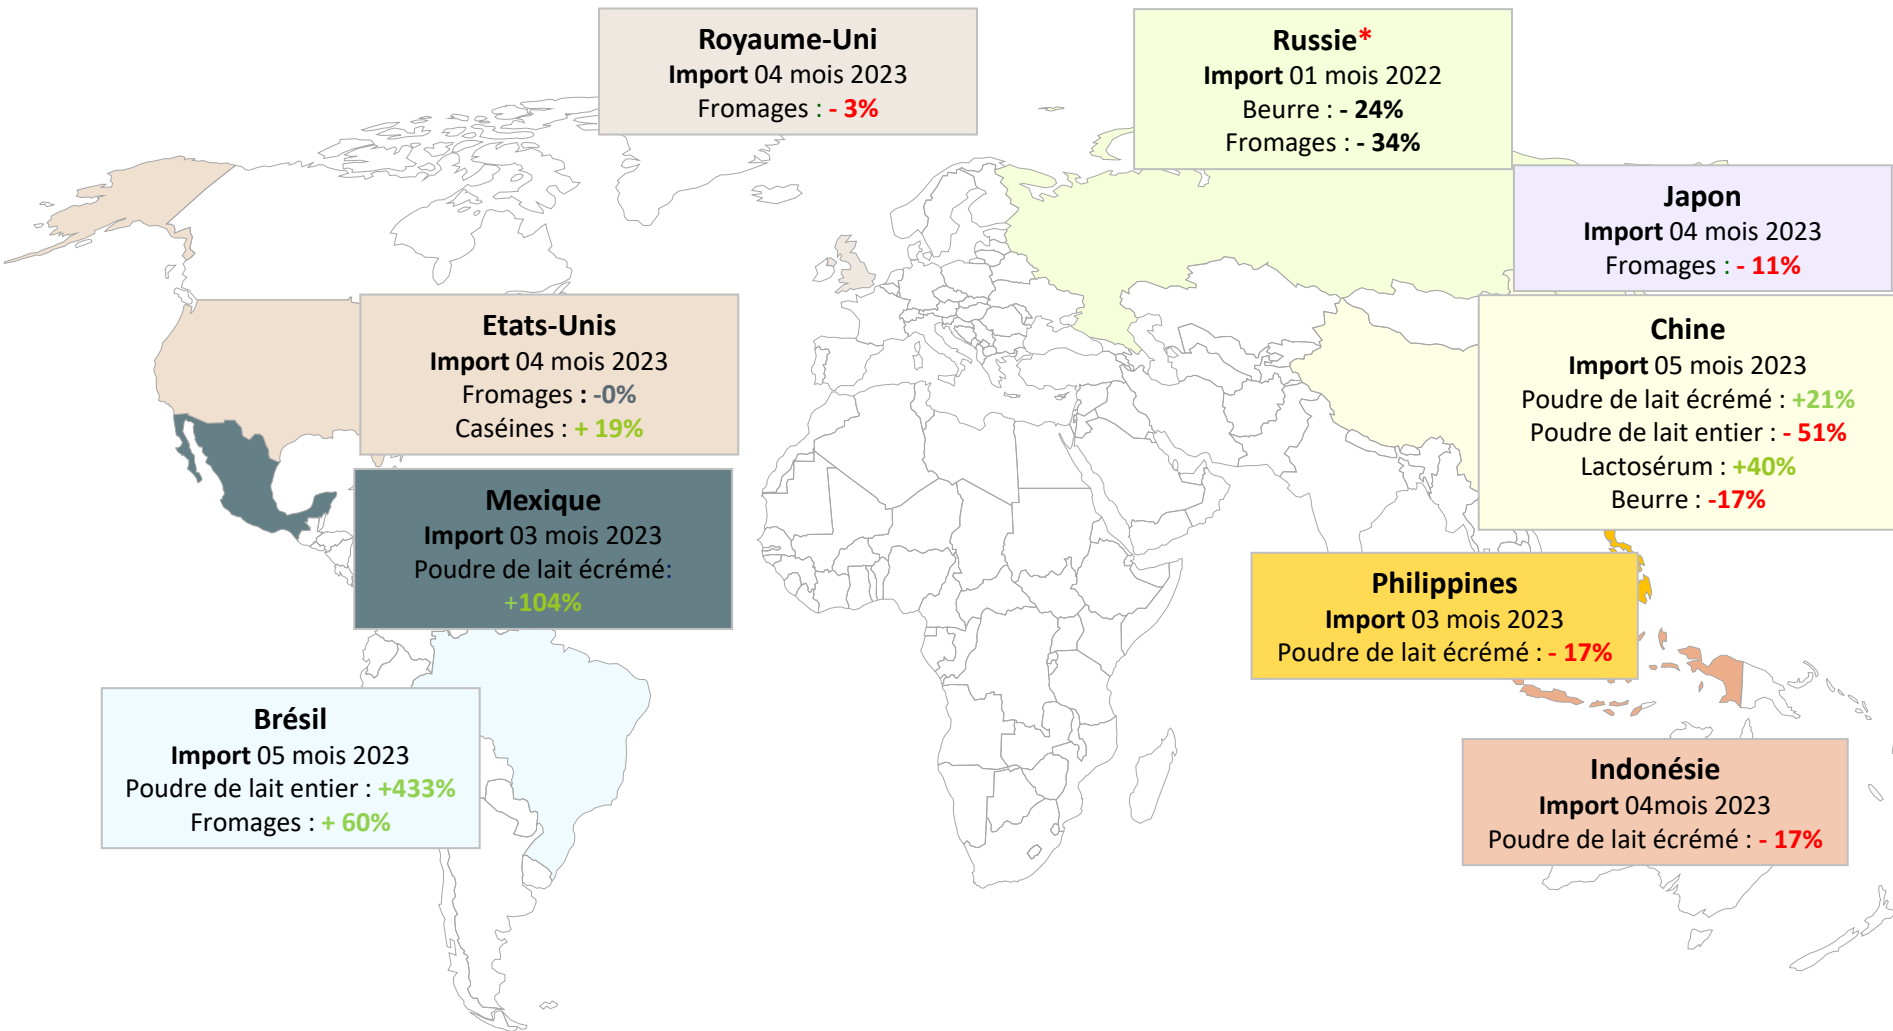 Royaume-Uni
Import 04 mois 2023
Fromages : - 3%
Russie*
Import 01 mois 2022
Beurre : - 24%
Fromages : - 34%
Japon
Import 04 mois 2023
Fromages : - 11%
Etats-Unis
Import 04 mois 2023
Fromages : -0%
Caséines : + 19%
Chine
Import 05 mois 2023
Poudre de lait écrémé : +21%
Poudre de lait entier : - 51%
Lactosérum : +40%
Beurre : -17%
Mexique
Import 03 mois 2023
Poudre de lait écrémé:
+104%
Philippines
Import 03 mois 2023
Poudre de lait écrémé : - 17%
Brésil
Import 05 mois 2023
Poudre de lait entier : +433%
Fromages : + 60%
Indonésie
Import 04mois 2023
Poudre de lait écrémé : - 17%